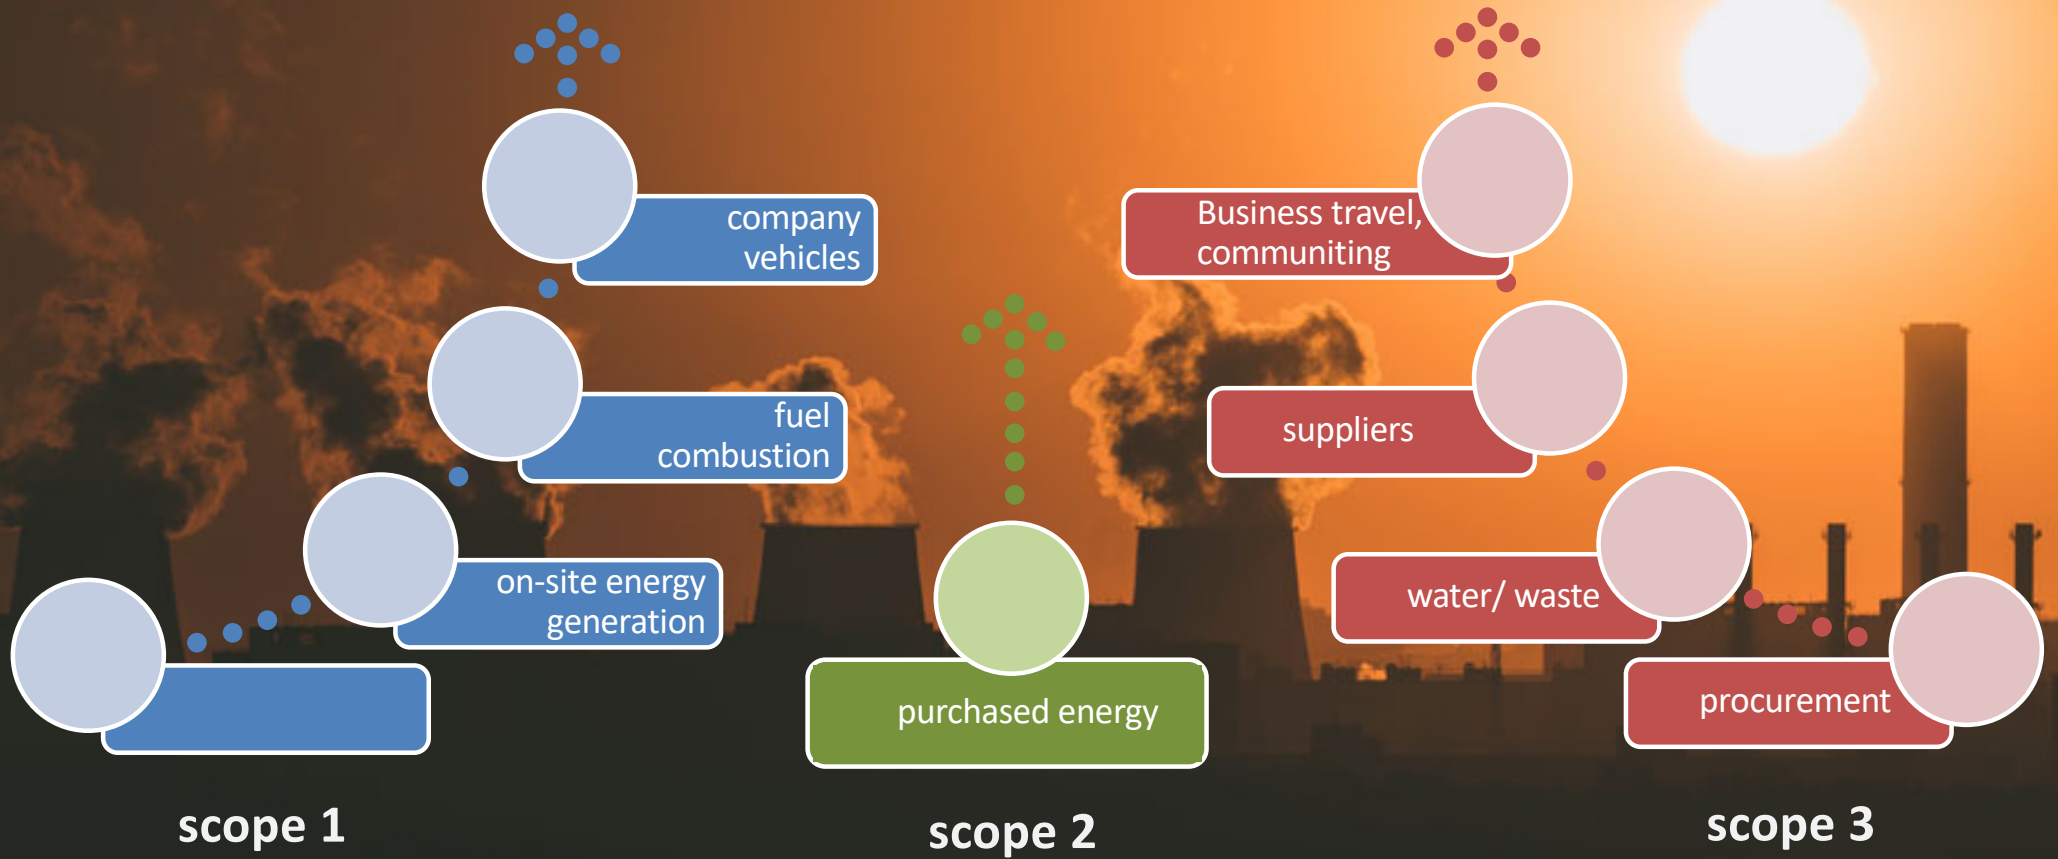 company
vehicles
fuel
combustion
on-site energy
generation
scope 1
purchased energy
scope 2
Business travel,
communiting
suppliers
water/ waste
procurement
scope 3